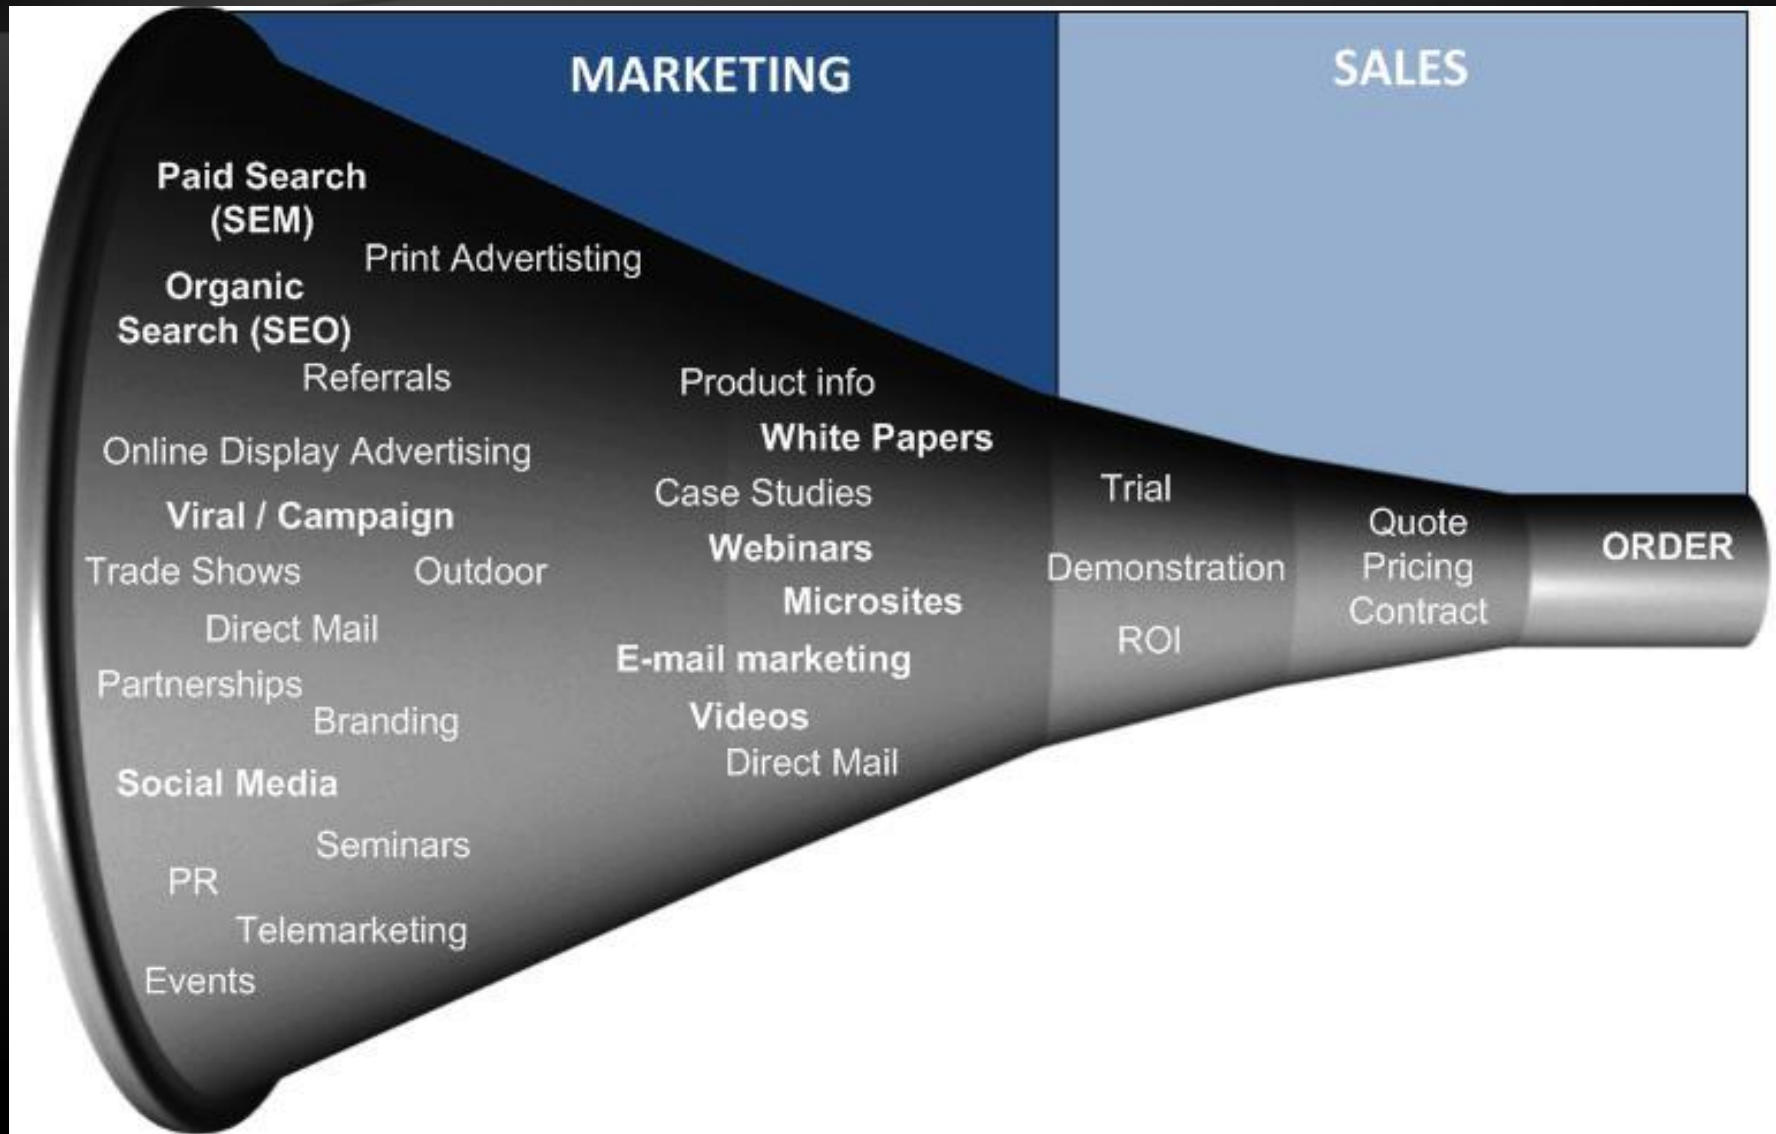 MARKETING
SALES
Paid Search
(SEM)
Print Advertisting
Organic
Search (SEO)
Referrals
Online Display Advertising
Viral / Campaign
Trade Shows
Outdoor
Direct Mail
Partnerships
Branding
Social Media
Seminars
PR
Telemarketing
Events
Product info
White Papers
Case Studies
Webinars
Microsites
E-mail marketing
Videos
Direct Mail
Trial
Demonstration
ROI
Quote
Pricing
Contract
ORDER